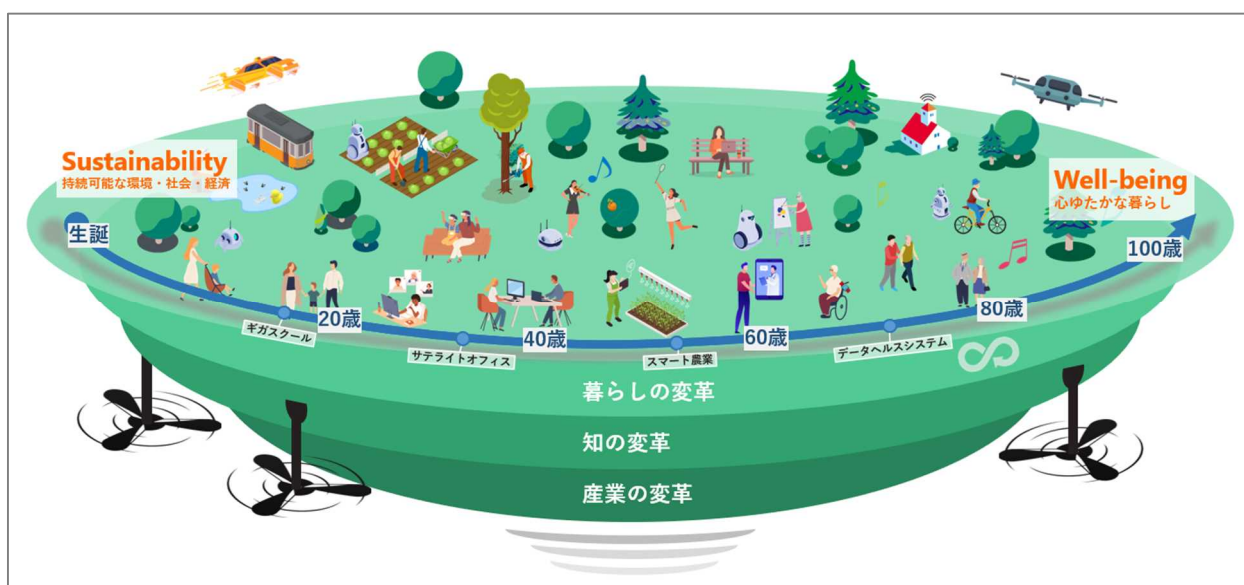 Sustainability
持続可能な環境・社会・経済
Well-being
心ゆたかな暮らし
生誕
100歳
20歳
80歳
ギガスクール
40歳
60歳
サテライトオフィス
スマート農業
データヘルスシステム
暮らしの変革
知の変革
産業の変革